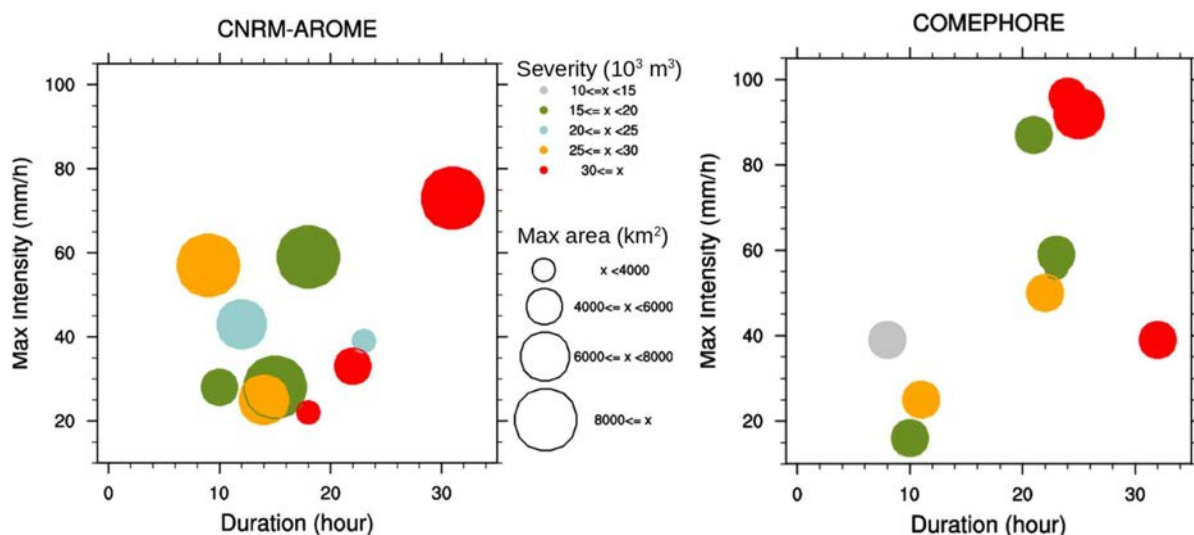 CNRM-AROME
Max Intensity (mm/h)
100
80
60
40
20
0
10
20
30
Duration (hour)
Severity (10³ m³)
10<=x <15
15<= x <20
20<= x <25
25<= x <30
30<= x
Max area (km²)
x <4000
4000<= x <6000
6000<= x <8000
8000<= x
COMEPHORE
Max Intensity (mm/h)
100
80
60
40
20
0
10
20
30
Duration (hour)